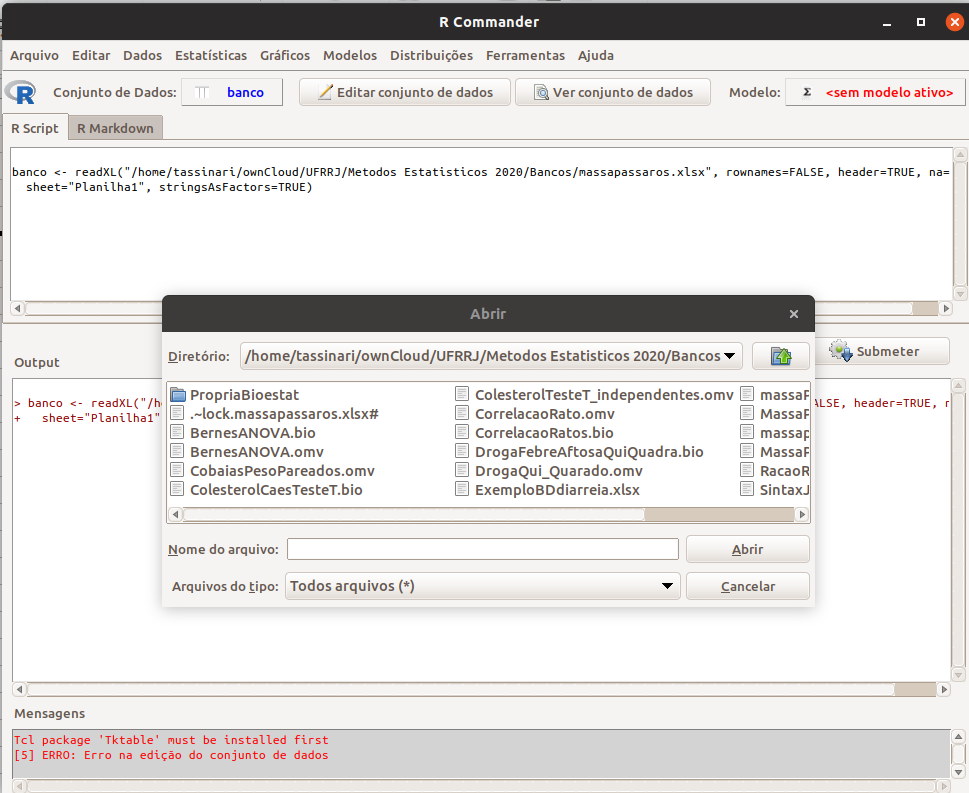 R Commander
Arquivo Editar Dados Estatísticas Gráficos Modelos Distribuições Ferramentas Ajuda
R Conjunto de Dados: banco Editar conjunto de dados Ver conjunto de dados Modelo: Σ <sem modelo ativo>
R Script R Markdown
banco <- readXL("/home/tassinari/ownCloud/UFRRJ/Metodos Estatisticos 2020/Bancos/massapassaros.xlsx", rownames=FALSE, header=TRUE, na=
sheet="Planilha1", stringsAsFactors=TRUE)
Abrir
Diretório: /home/tassinari/ownCloud/UFRRJ/Metodos Estatisticos 2020/Bancos
Output
Submeter
> banco <- readXL("/h
ALSE, header=TRUE, n
+ sheet="Planilha1"
PropriaBioestat
.~lock.massapassaros.xlsx#
BernesANOVA.bio
BernesANOVA.omv
CobaiasPesoPareados.omv
ColesterolCaesTesteT.bio
ColesterolTesteT_independentes.omv
CorrelacaoRato.omv
CorrelacaoRatos.bio
DrogaFebreAftosaQuiQuadra.bio
DrogaQui_Quarado.omv
ExemploBDdiarreia.xlsx
massaP
MassaP
massap
MassaP
RacaoR
SintaxJ
Nome do arquivo: Abrir
Arquivos do tipo: Todos arquivos (*) Cancelar
Mensagens
Tcl package 'Tktable' must be installed first
[5] ERRO: Erro na edição do conjunto de dados